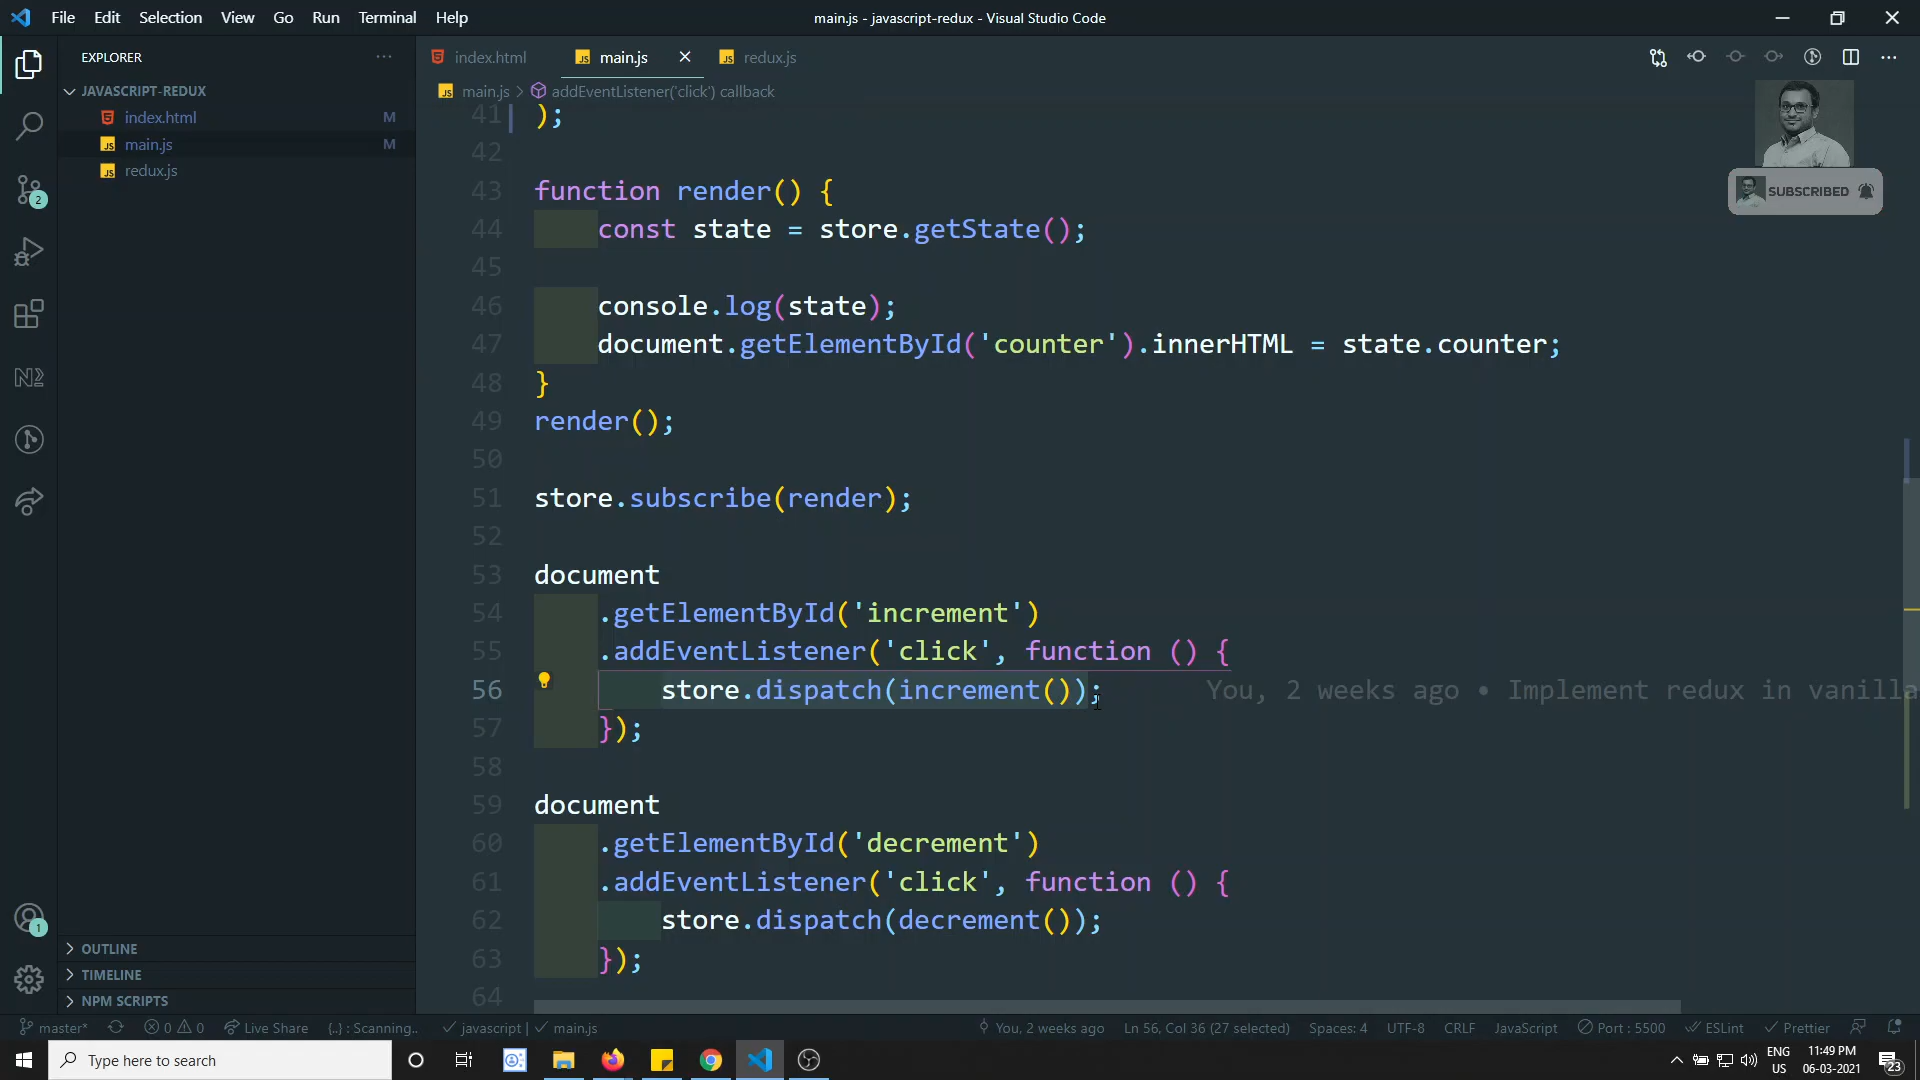 File Edit Selection View Go Run Terminal Help
main.js - javascript-redux - Visual Studio Code
EXPLORER
JAVASCRIPT-REDUX
index.html M
main.js M
redux.js
OUTLINE
TIMELINE
NPM SCRIPTS
index.html main.js redux.js
main.js > addEventListener('click') callback
41 );
42
43 function render() {
44 const state = store.getState();
45
46 console.log(state);
47 document.getElementById('counter').innerHTML = state.counter;
48 }
49 render();
50
51 store.subscribe(render);
52
53 document
54 .getElementById('increment')
55 .addEventListener('click', function () {
56 store.dispatch(increment()); You, 2 weeks ago • Implement redux in vanilla
57 });
58
59 document
60 .getElementById('decrement')
61 .addEventListener('click', function () {
62 store.dispatch(decrement());
63 });
64
SUBSCRIBED
2
1
master* 0 0 Live Share {..} : Scanning.. javascript | main.js You, 2 weeks ago Ln 56, Col 36 (27 selected) Spaces: 4 UTF-8 CRLF JavaScript Port : 5500 ESLint Prettier
Type here to search
ENG
US
11:49 PM
06-03-2021
23